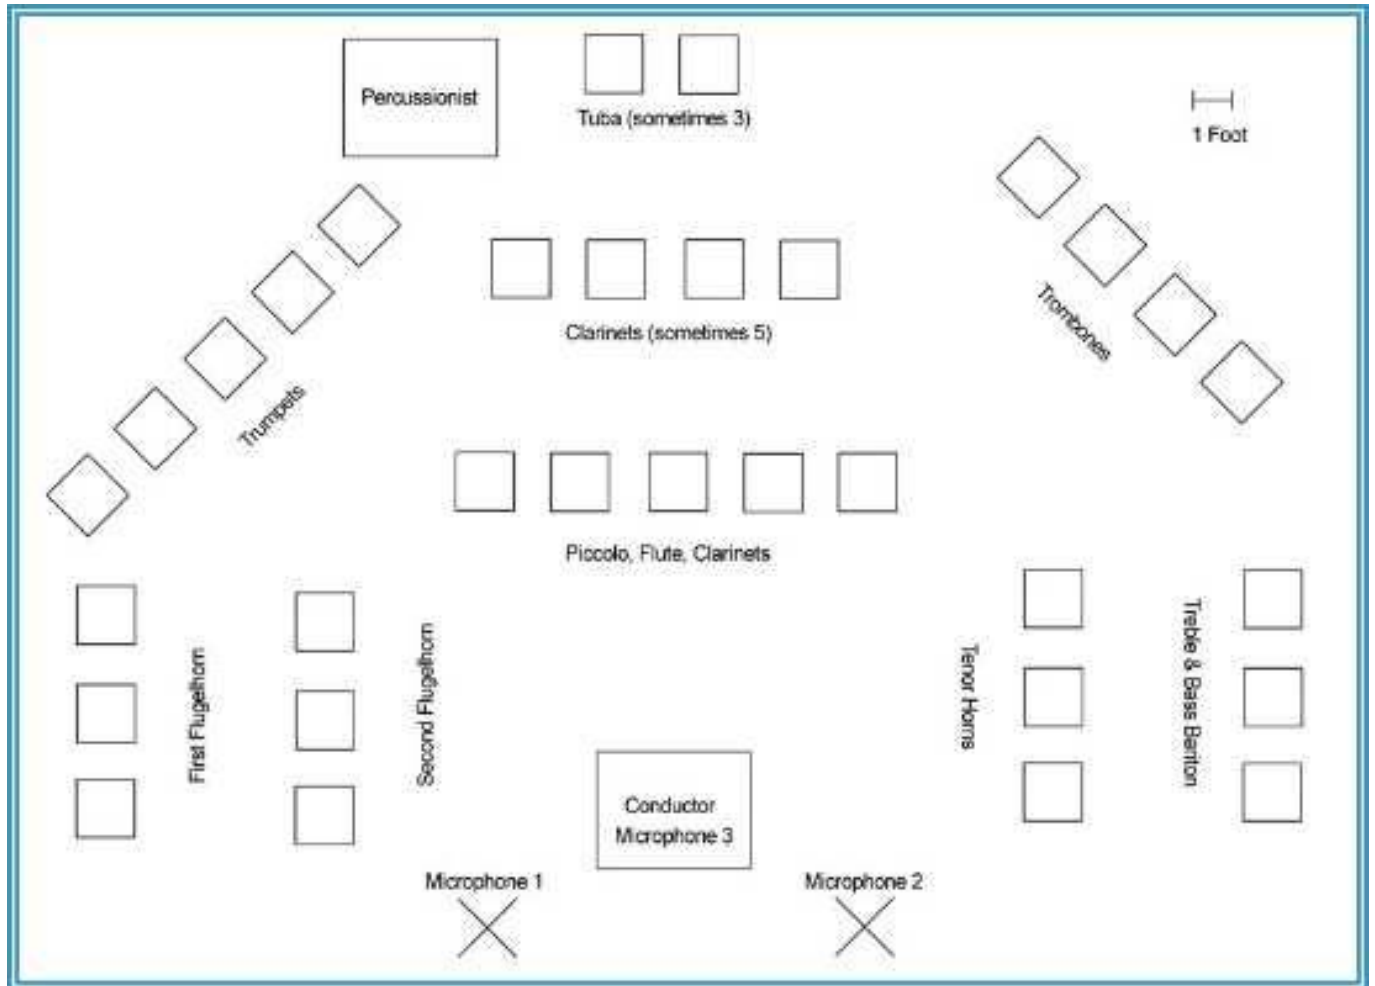 Percussionist
Tuba (sometimes 3)
1 Foot
Clarinets (sometimes 5)
Trombones
Trumpets
Piccolo, Flute, Clarinets
First Flugelhorn
Second Flugelhorn
Tenor Horns
Treble & Bass Bariton
Conductor
Microphone 3
Microphone 1
Microphone 2